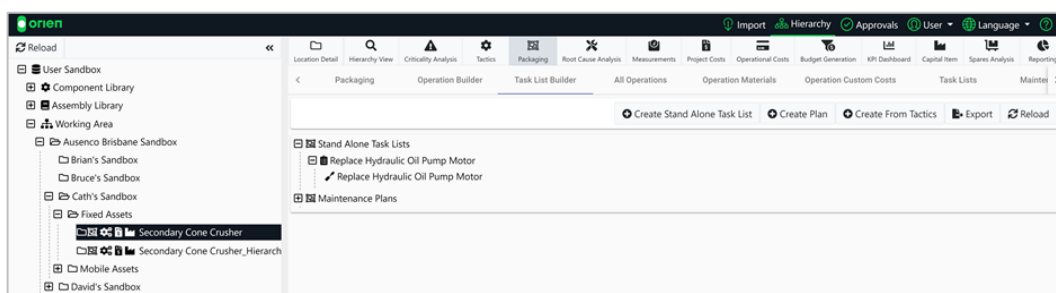 orien
Import Hierarchy Approvals User Language
Reload «
Location Detail Hierarchy View Criticality Analysis Tactics Packaging Root Cause Analysis Measurements Project Costs Operational Costs Budget Generation KPI Dashboard Capital Item Spares Analysis Reporting
Packaging Operation Builder Task List Builder All Operations Operation Materials Operation Custom Costs Task Lists Mainten
Create Stand Alone Task List Create Plan Create From Tactics Export Reload
User Sandbox
Component Library
Assembly Library
Working Area
Ausenco Brisbane Sandbox
Brian's Sandbox
Bruce's Sandbox
Cath's Sandbox
Fixed Assets
Secondary Cone Crusher
Secondary Cone Crusher_Hierarch
Mobile Assets
David's Sandbox
Stand Alone Task Lists
Replace Hydraulic Oil Pump Motor
Replace Hydraulic Oil Pump Motor
Maintenance Plans